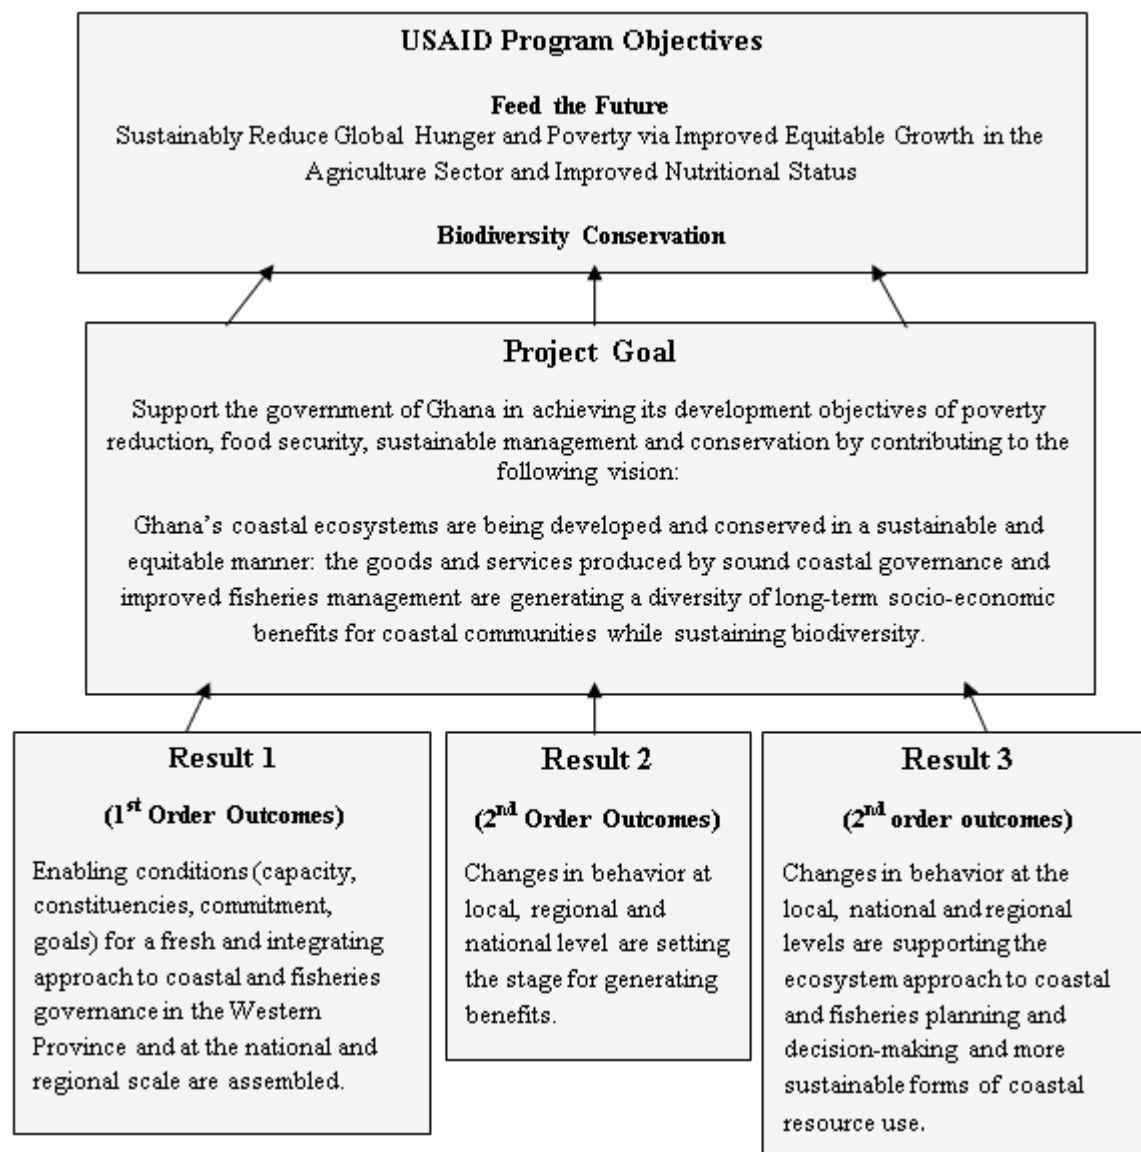 USAID Program Objectives
Feed the Future
Sustainably Reduce Global Hunger and Poverty via Improved Equitable Growth in the
Agriculture Sector and Improved Nutritional Status
Biodiversity Conservation
Project Goal
Support the government of Ghana in achieving its development objectives of poverty
reduction, food security, sustainable management and conservation by contributing to the
following vision:
Ghana's coastal ecosystems are being developed and conserved in a sustainable and
equitable manner: the goods and services produced by sound coastal governance and
improved fisheries management are generating a diversity of long-term socio-economic
benefits for coastal communities while sustaining biodiversity.
Result 1
(1st Order Outcomes)
Enabling conditions (capacity,
constituencies, commitment,
goals) for a fresh and integrating
approach to coastal and fisheries
governance in the Western
Province and at the national and
regional scale are assembled.
Result 2
(2nd Order Outcomes)
Changes in behavior at
local, regional and
national level are setting
the stage for generating
benefits.
Result 3
(2nd order outcomes)
Changes in behavior at the
local, national and regional
levels are supporting the
ecosystem approach to coastal
and fisheries planning and
decision-making and more
sustainable forms of coastal
resource use.